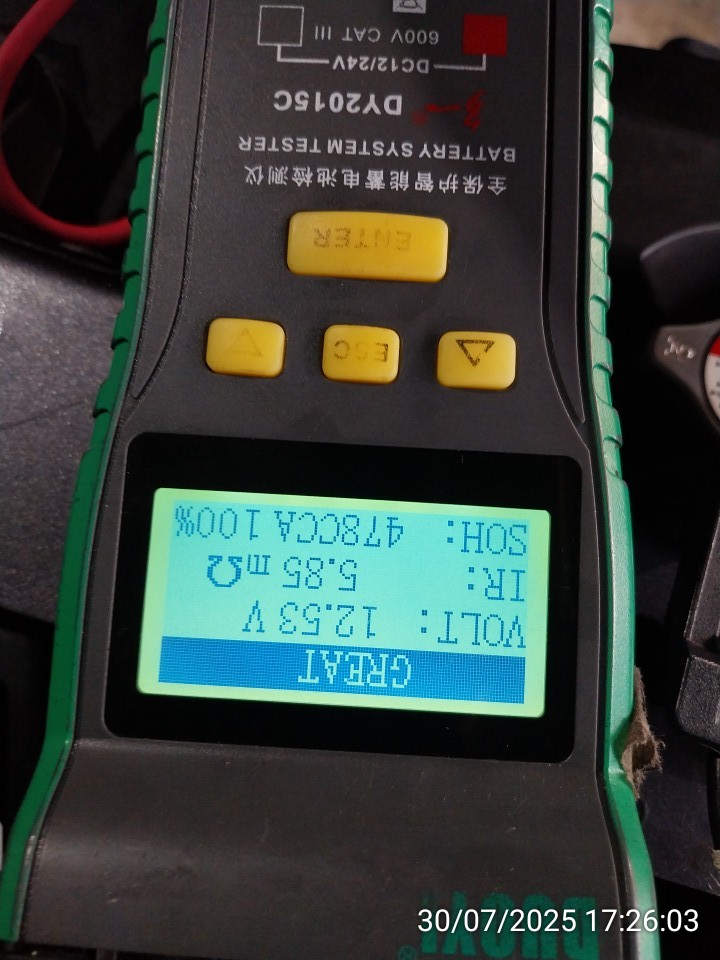 DUOYI®
GREAT
VOLT: 12.53 V
IR: 5.85 mΩ
SOH: 478CCA 100%
ESC
ENTER
全保护智能蓄电池检测仪
BATTERY SYSTEM TESTER
DY2015C
DC12/24V
600V CAT III
30/07/2025 17:26:03